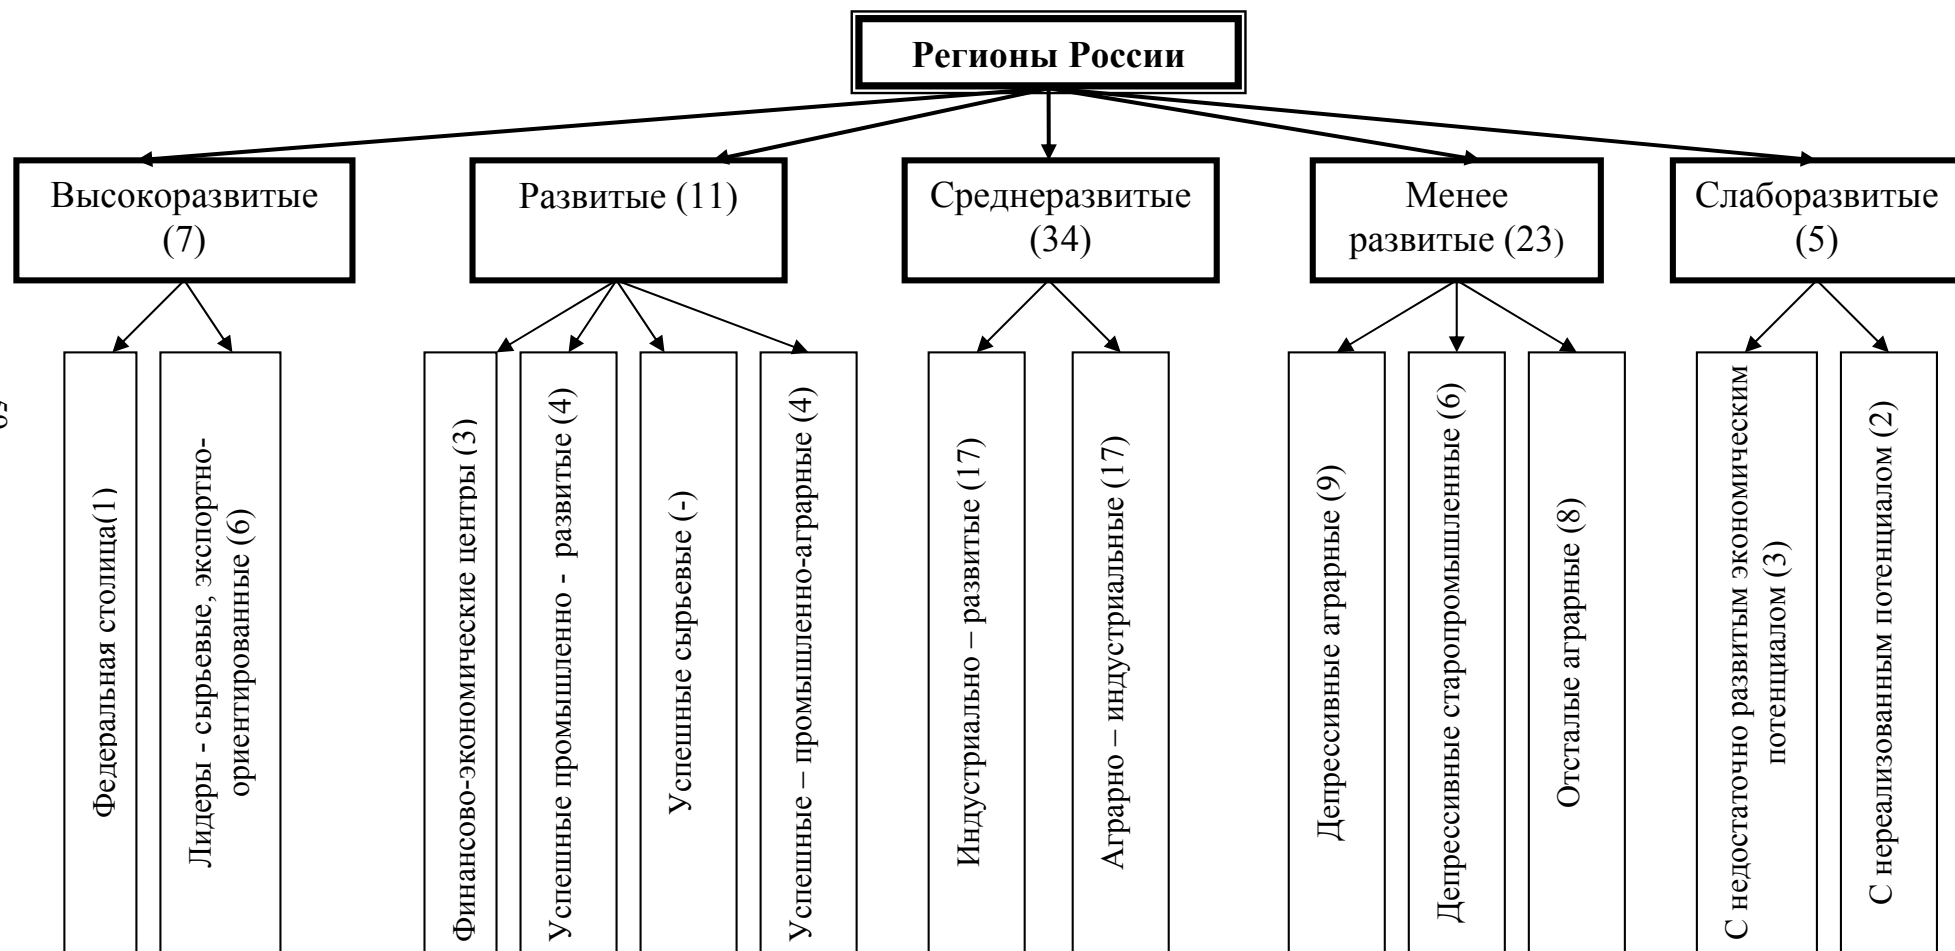 Регионы России
Высокоразвитые
(7)
Развитые (11)
Среднеразвитые
(34)
Менее
развитые (23)
Слаборазвитые
(5)
Федеральная столица(1)
Лидеры - сырьевые, экспортно-
ориентированные (6)
Финансово-экономические центры (3)
Успешные промышленно - развитые (4)
Успешные сырьевые (-)
Успешные – промышленно-аграрные (4)
Индустриально – развитые (17)
Аграрно – индустриальные (17)
Депрессивные аграрные (9)
Депрессивные старопромышленные (6)
Отсталые аграрные (8)
С недостаточно развитым экономическим
потенциалом (3)
С нереализованным потенциалом (2)